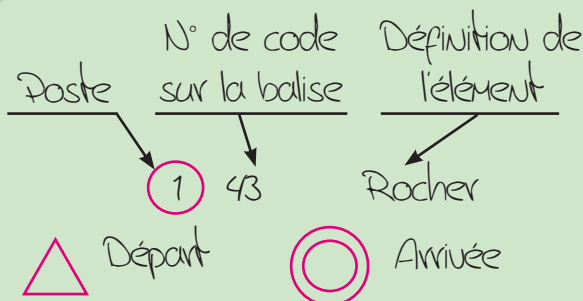 N° de code Définition de
Poste sur la balise l'élément
1 43 Rocher
Départ Arrivée